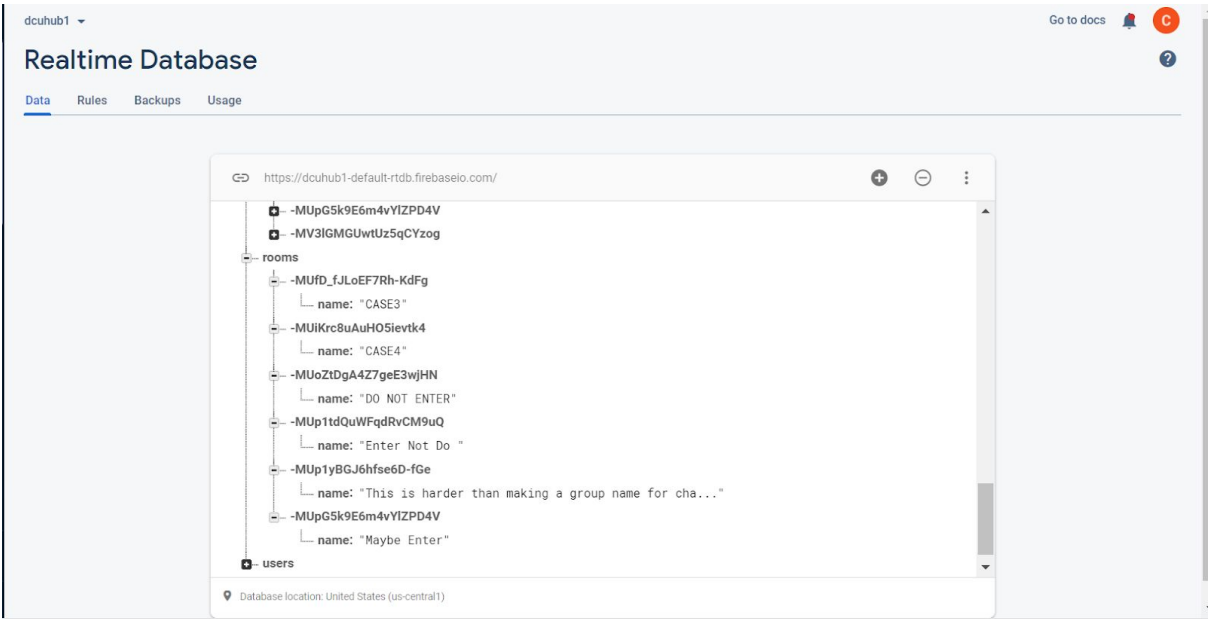 dcuhub1
Go to docs
C
Realtime Database
?
Data Rules Backups Usage
https://dcuhub1-default-rtdb.firebaseio.com/
-MUpG5k9E6m4vYlZPD4V
-MV3lGMGUwtUz5qCYzog
rooms
-MUfD_fJLoEF7Rh-KdFg
name: "CASE3"
-MUiKrc8uAuHO5ievtk4
name: "CASE4"
-MUoZtDgA4Z7geE3wjHN
name: "DO NOT ENTER"
-MUp1tdQuWFqdRvCM9uQ
name: "Enter Not Do "
-MUp1yBGJ6hfse6D-fGe
name: "This is harder than making a group name for cha..."
-MUpG5k9E6m4vYlZPD4V
name: "Maybe Enter"
users
Database location: United States (us-central1)